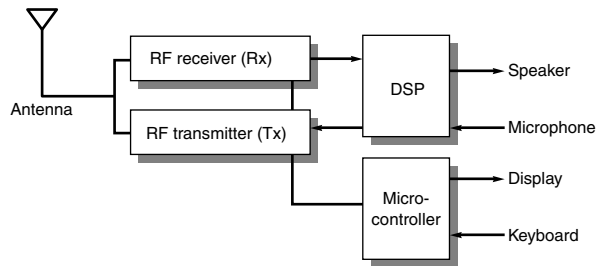 Antenna
RF receiver (Rx)
RF transmitter (Tx)
DSP
Speaker
Microphone
Micro-
controller
Display
Keyboard